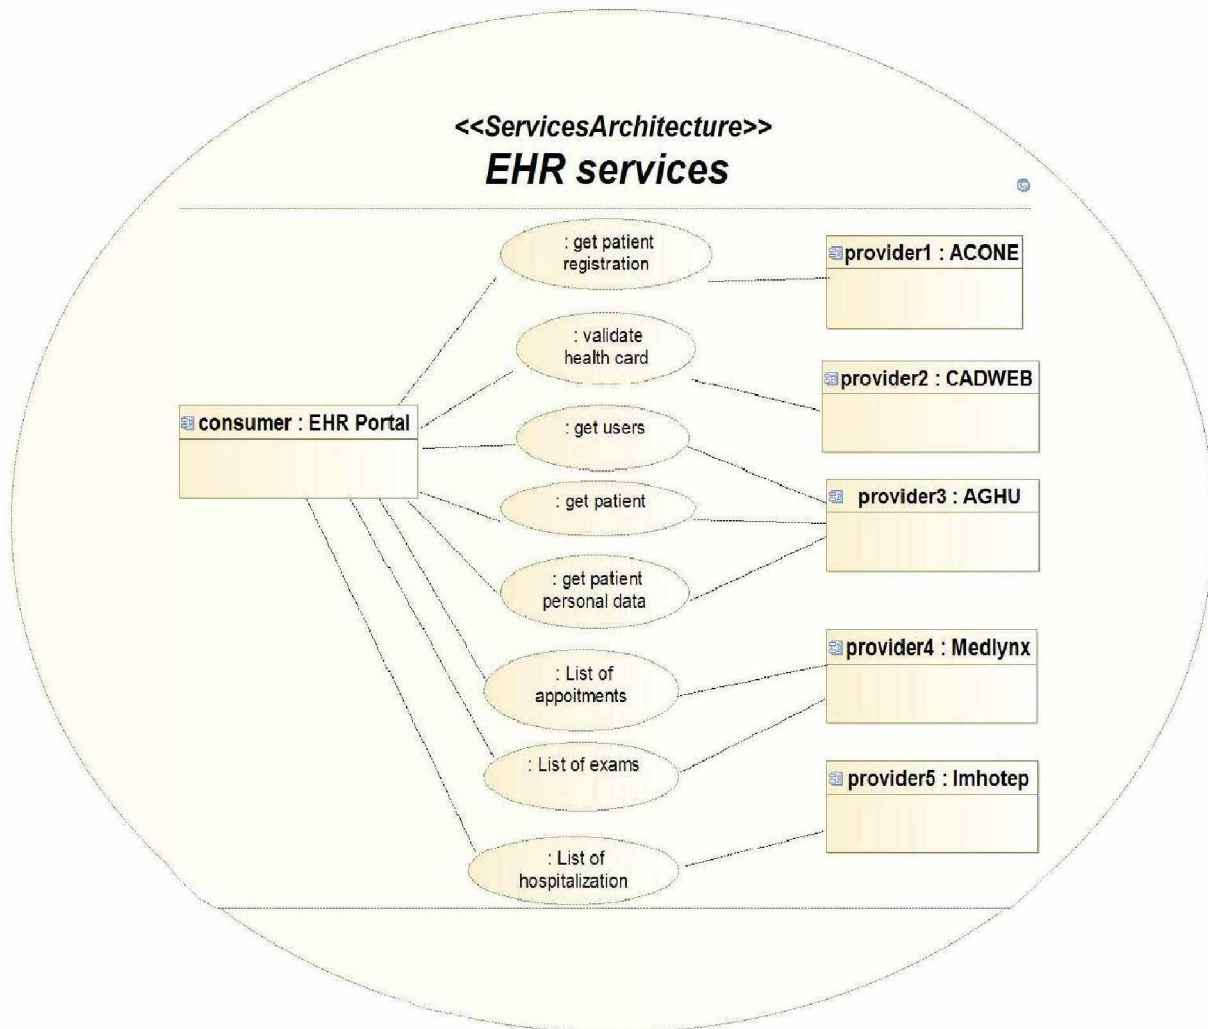 <<ServicesArchitecture>>
EHR services
: get patient
registration
provider1 : ACONE
: validate
health card
provider2 : CADWEB
consumer : EHR Portal
: get users
: get patient
provider3 : AGHU
: get patient
personal data
: List of
appoitments
provider4 : Medlynx
: List of exams
provider5 : Imhotep
: List of
hospitalization